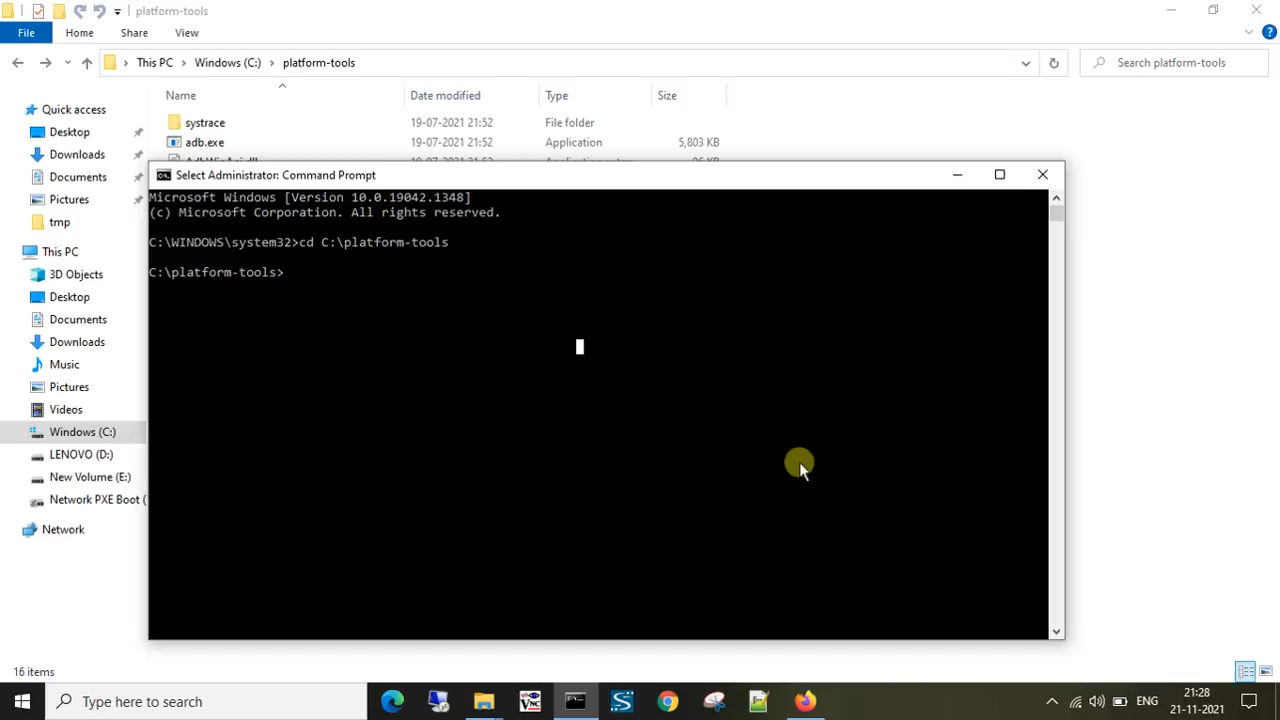 platform-tools
File Home Share View
This PC Windows (C:) platform-tools Search platform-tools
Name Date modified Type Size
Quick access
Desktop
Downloads
Documents
Pictures
tmp
This PC
3D Objects
Desktop
Documents
Downloads
Music
Pictures
Videos
Windows (C:)
LENOVO (D:)
New Volume (E:)
Network PXE Boot (
Network
systrace 19-07-2021 21:52 File folder
adb.exe 19-07-2021 21:52 Application 5,803 KB
Select Administrator: Command Prompt
Microsoft Windows [Version 10.0.19042.1348]
(c) Microsoft Corporation. All rights reserved.
C:\WINDOWS\system32>cd C:\platform-tools
C:\platform-tools>
16 items
Type here to search
ENG
21:28
21-11-2021